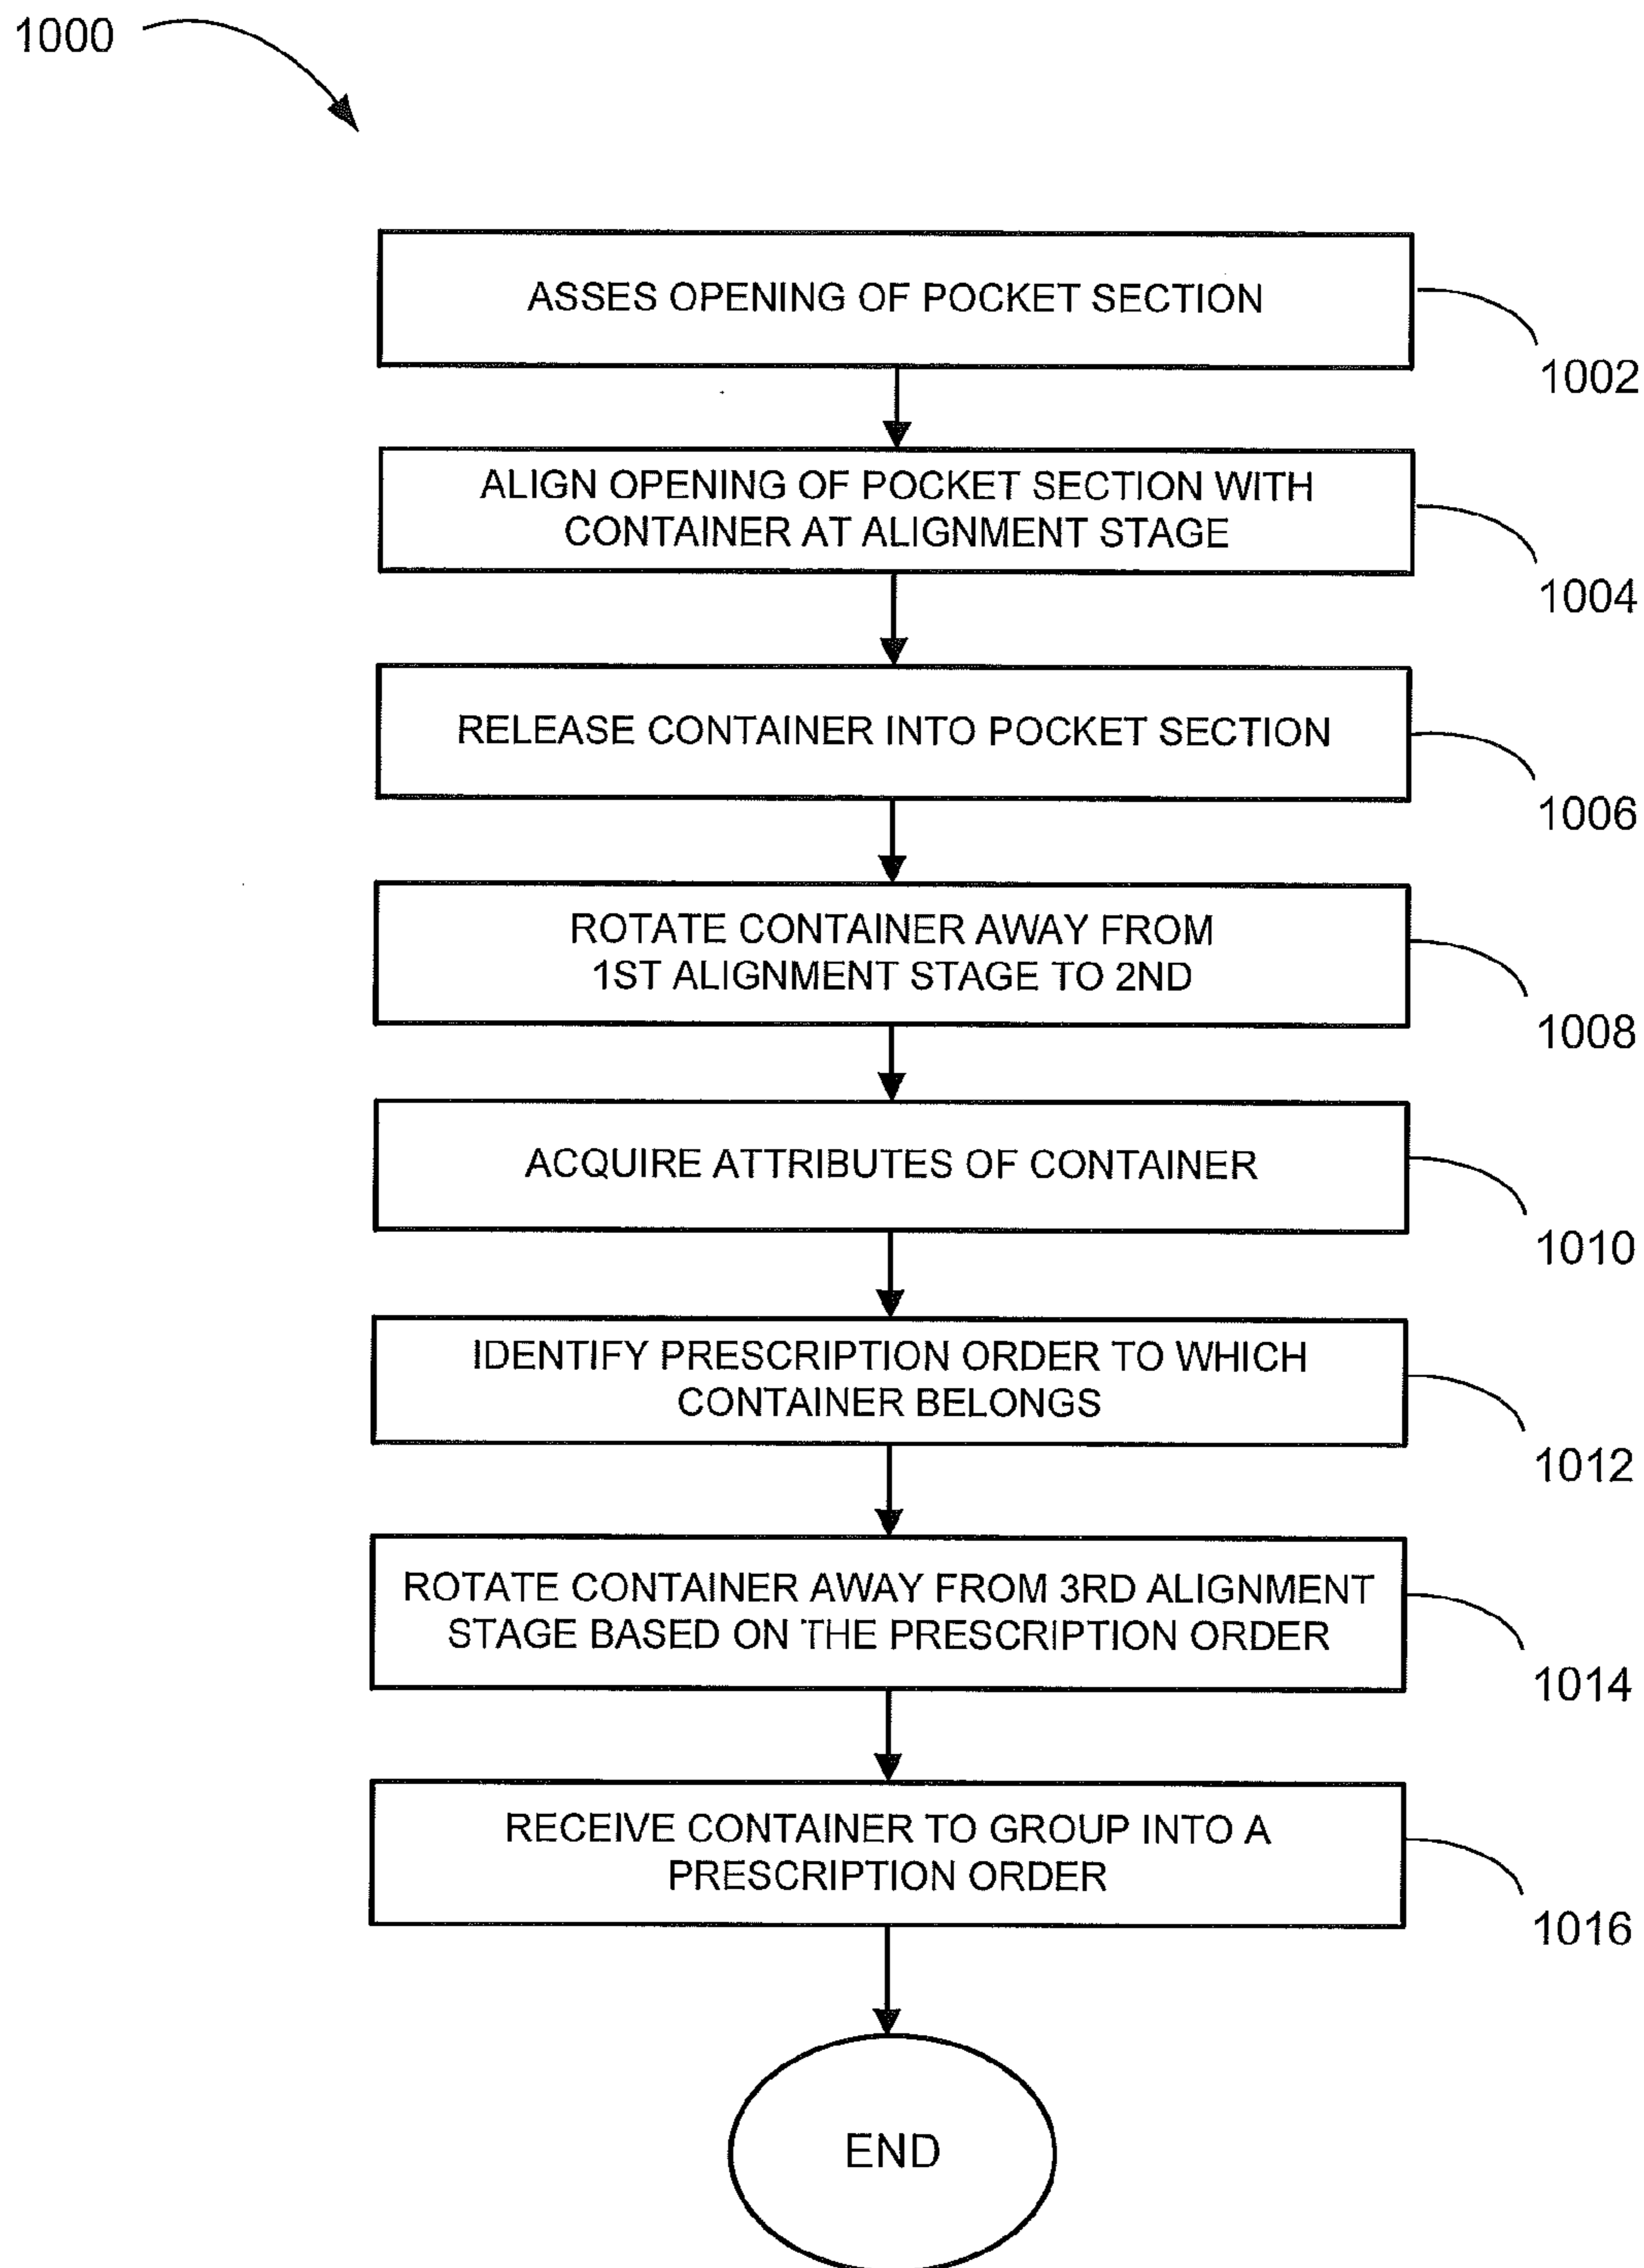 1000
ASSES OPENING OF POCKET SECTION
1002
ALIGN OPENING OF POCKET SECTION WITH
CONTAINER AT ALIGNMENT STAGE
1004
RELEASE CONTAINER INTO POCKET SECTION
1006
ROTATE CONTAINER AWAY FROM
1ST ALIGNMENT STAGE TO 2ND
1008
ACQUIRE ATTRIBUTES OF CONTAINER
1010
IDENTIFY PRESCRIPTION ORDER TO WHICH
CONTAINER BELONGS
1012
ROTATE CONTAINER AWAY FROM 3RD ALIGNMENT
STAGE BASED ON THE PRESCRIPTION ORDER
1014
RECEIVE CONTAINER TO GROUP INTO A
PRESCRIPTION ORDER
1016
END